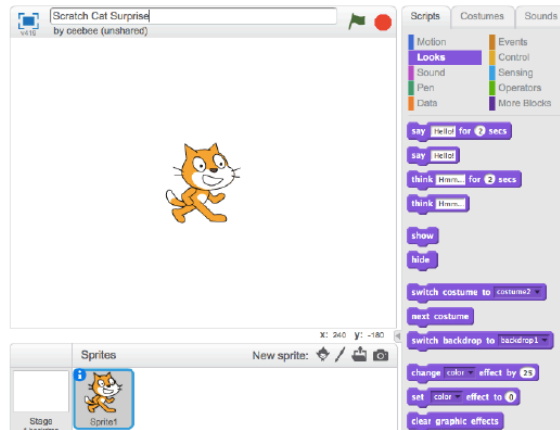 Scratch Cat Surprise
v415
by ceebee (unshared)
x: 240 y: -180
Sprites
New sprite:
Stage
Sprite1
Scripts
Costumes
Sounds
Motion
Looks
Sound
Pen
Data
Events
Control
Sensing
Operators
More Blocks
say Hello! for 2 secs
say Hello!
think Hmm... for 2 secs
think Hmm...
show
hide
switch costume to costume2
next costume
switch backdrop to backdrop1
change color effect by 25
set color effect to 0
clear graphic effects